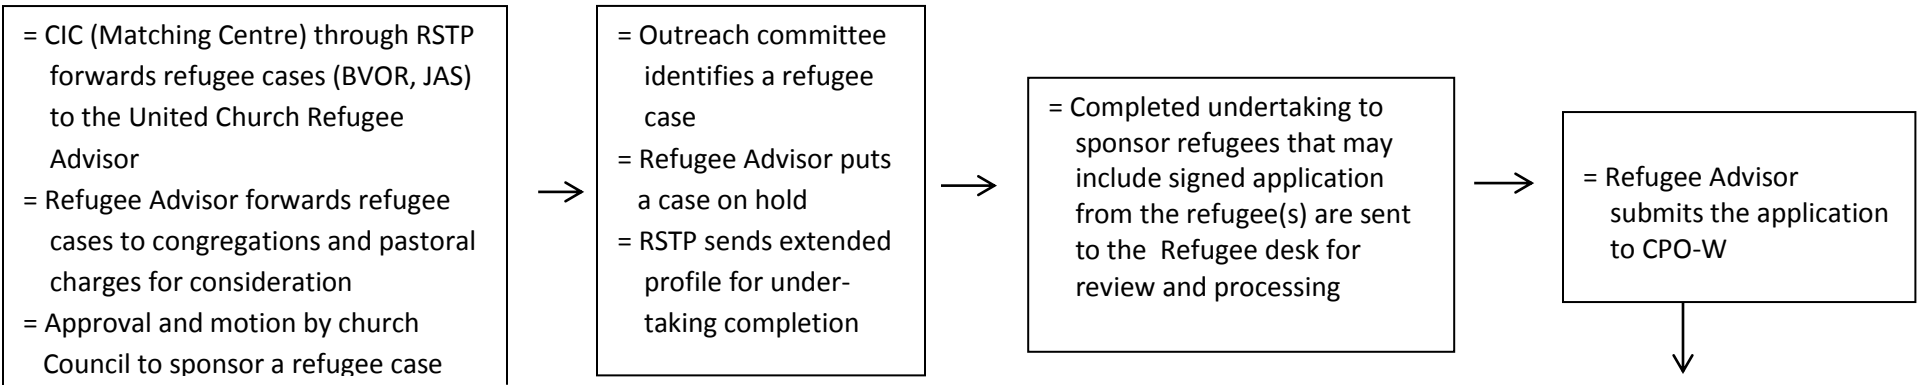 = CIC (Matching Centre) through RSTP
forwards refugee cases (BVOR, JAS)
to the United Church Refugee
Advisor
= Refugee Advisor forwards refugee
cases to congregations and pastoral
charges for consideration
= Approval and motion by church
Council to sponsor a refugee case
= Outreach committee
identifies a refugee
case
= Refugee Advisor puts
a case on hold
= RSTP sends extended
profile for under-
taking completion
= Completed undertaking to
sponsor refugees that may
include signed application
from the refugee(s) are sent
to the Refugee desk for
review and processing
= Refugee Advisor
submits the application
to CPO-W